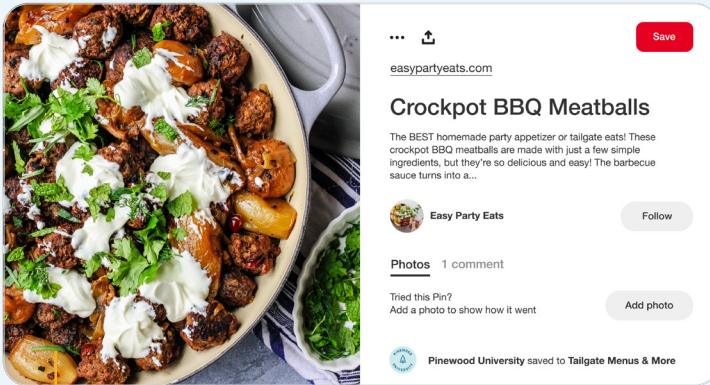 Save
easypartyeats.com
Crockpot BBQ Meatballs
The BEST homemade party appetizer or tailgate eats! These
crockpot BBQ meatballs are made with just a few simple
ingredients, but they're so delicious and easy! The barbecue
sauce turns into a...
Easy Party Eats
Follow
Photos 1 comment
Tried this Pin?
Add a photo to show how it went
Add photo
PINEWOOD
UNIVERSITY
Pinewood University saved to Tailgate Menus & More